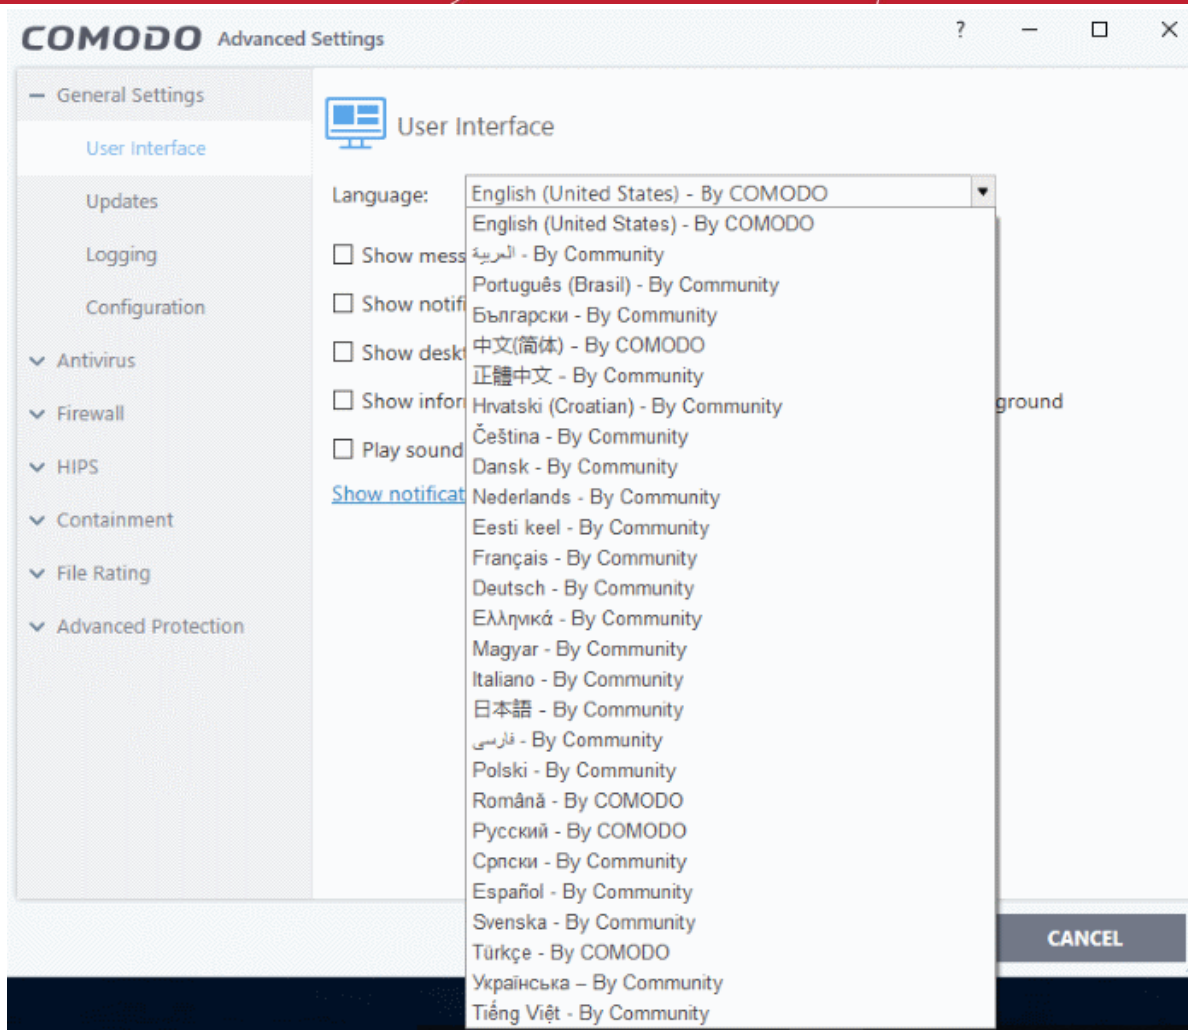 COMODO Advanced Settings
?
General Settings
User Interface
Updates
Logging
Configuration
Antivirus
Firewall
HIPS
Containment
File Rating
Advanced Protection
User Interface
Language: English (United States) - By COMODO
English (United States) - By COMODO
العربية - By Community
Português (Brasil) - By Community
Български - By Community
中文(简体) - By COMODO
正體中文 - By Community
Hrvatski (Croatian) - By Community
Čeština - By Community
Dansk - By Community
Nederlands - By Community
Eesti keel - By Community
Français - By Community
Deutsch - By Community
Ελληνικά - By Community
Magyar - By Community
Italiano - By Community
日本語 - By Community
فارسی - By Community
Polski - By Community
Română - By COMODO
Русский - By COMODO
Српски - By Community
Español - By Community
Svenska - By Community
Türkçe - By COMODO
Українська – By Community
Tiếng Việt - By Community
Show mess
Show notifi
Show deskt
Show inforr ground
Play sound
Show notificat
CANCEL